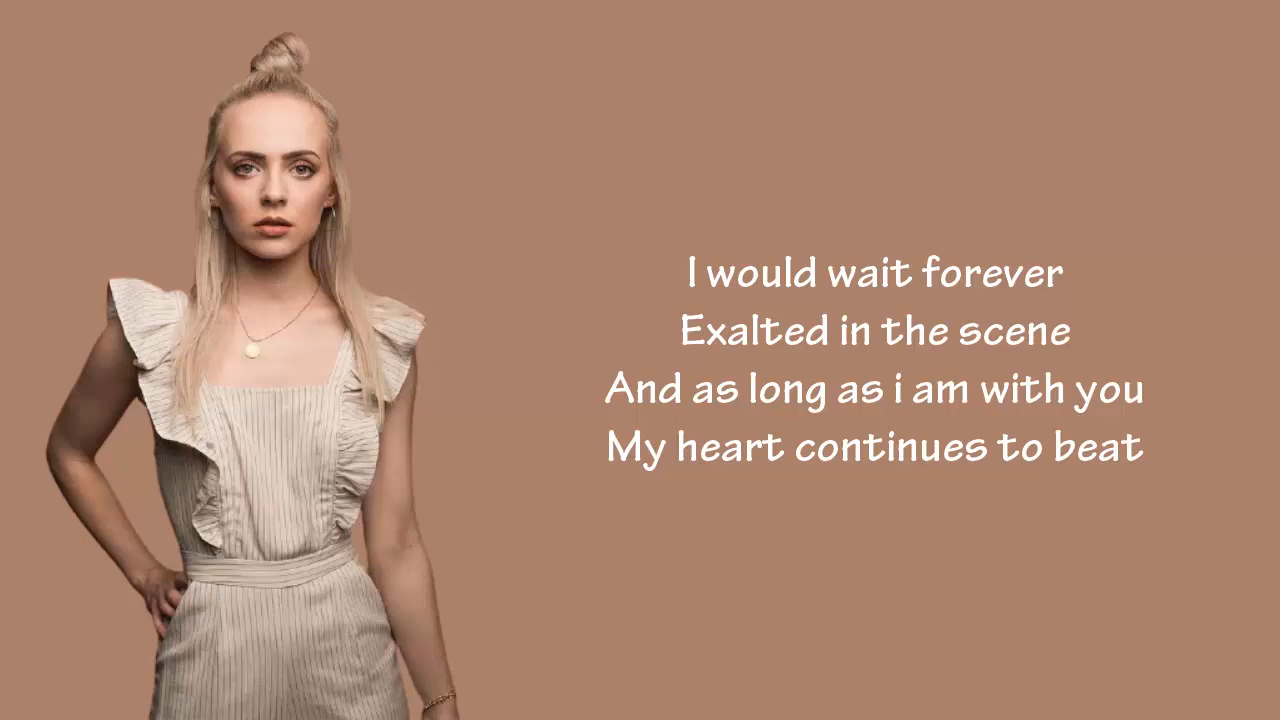 I would wait forever
Exalted in the scene
And as long as i am with you
My heart continues to beat